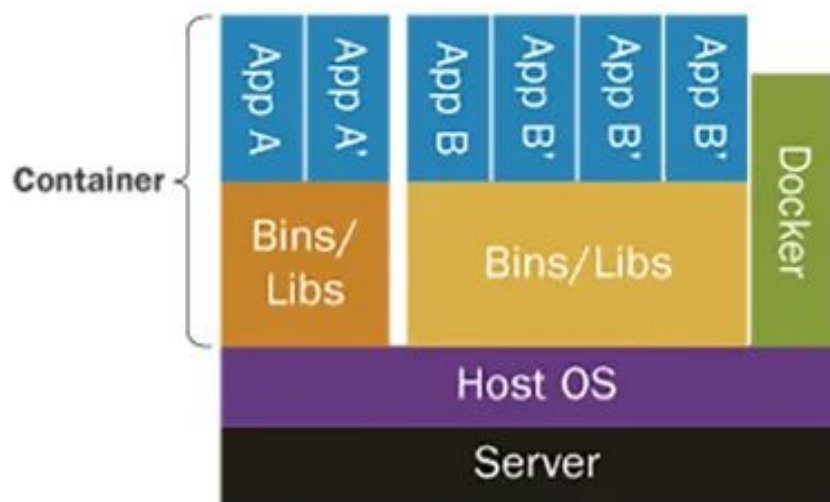 App A
App A'
App B
App B'
App B'
App B'
Docker
Container
Bins/
Libs
Bins/Libs
Host OS
Server